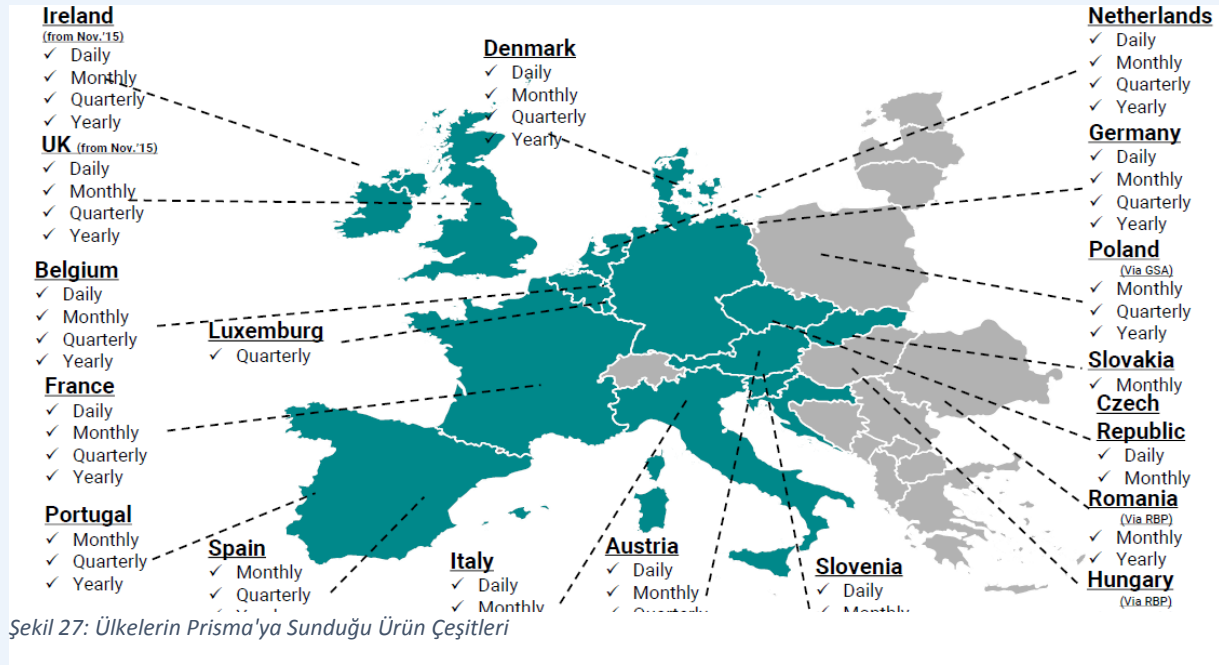 Ireland
(from Nov.'15)
✓ Daily
✓ Monthly
✓ Quarterly
✓ Yearly
UK (from Nov.'15)
✓ Daily
✓ Monthly
✓ Quarterly
✓ Yearly
Belgium
✓ Daily
✓ Monthly
✓ Quarterly
✓ Yearly
Luxemburg
✓ Quarterly
France
✓ Daily
✓ Monthly
✓ Quarterly
✓ Yearly
Portugal
✓ Monthly
✓ Quarterly
✓ Yearly
Spain
✓ Monthly
✓ Quarterly
Italy
✓ Daily
✓ Monthly
Austria
✓ Daily
✓ Monthly
Slovenia
✓ Daily
Denmark
✓ Daily
✓ Monthly
✓ Quarterly
✓ Yearly
Netherlands
✓ Daily
✓ Monthly
✓ Quarterly
✓ Yearly
Germany
✓ Daily
✓ Monthly
✓ Quarterly
✓ Yearly
Poland
(Via GSA)
✓ Monthly
✓ Quarterly
✓ Yearly
Slovakia
✓ Monthly
Czech
Republic
✓ Daily
✓ Monthly
Romania
(Via RBP)
✓ Monthly
✓ Yearly
Hungary
(Via RBP)
Şekil 27: Ülkelerin Prisma'ya Sunduğu Ürün Çeşitleri